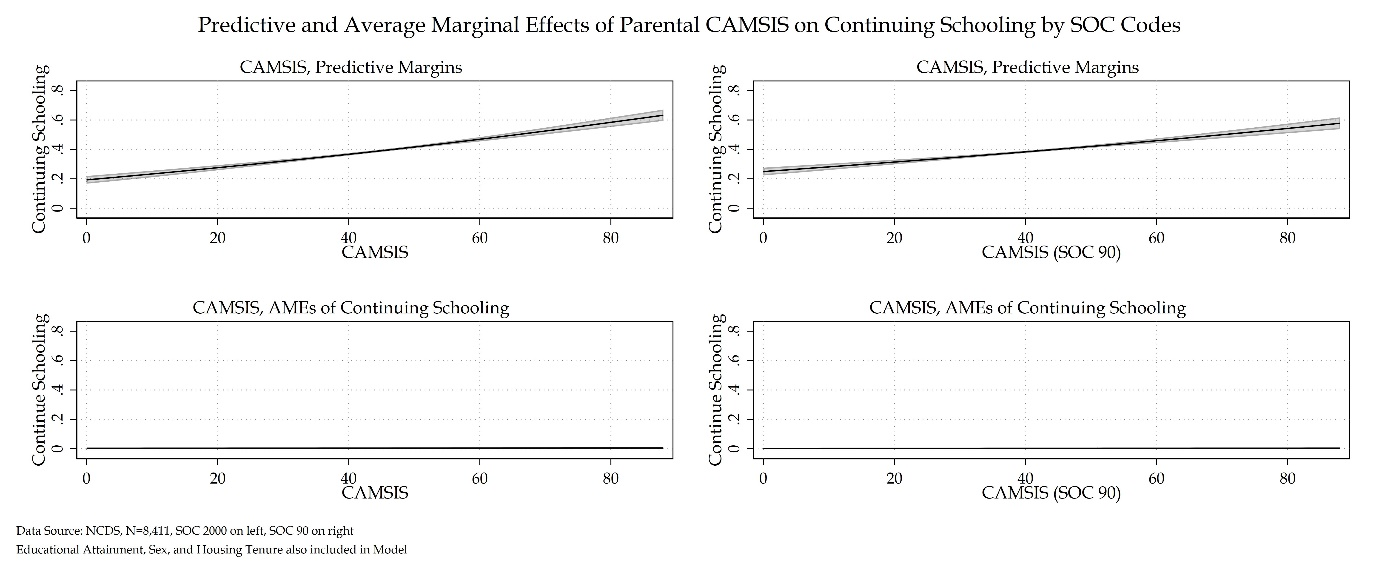 Predictive and Average Marginal Effects of Parental CAMSIS on Continuing Schooling by SOC Codes
CAMSIS, Predictive Margins
Continuing Schooling
.8
.6
.4
.2
0
0 20 40 60 80
CAMSIS
CAMSIS, Predictive Margins
Continuing Schooling
.8
.6
.4
.2
0
0 20 40 60 80
CAMSIS (SOC 90)
CAMSIS, AMEs of Continuing Schooling
Continue Schooling
.8
.6
.4
.2
0
0 20 40 60 80
CAMSIS
CAMSIS, AMEs of Continuing Schooling
Continue Schooling
.8
.6
.4
.2
0
0 20 40 60 80
CAMSIS (SOC 90)
Data Source: NCDS, N=8,411, SOC 2000 on left, SOC 90 on right
Educational Attainment, Sex, and Housing Tenure also included in Model